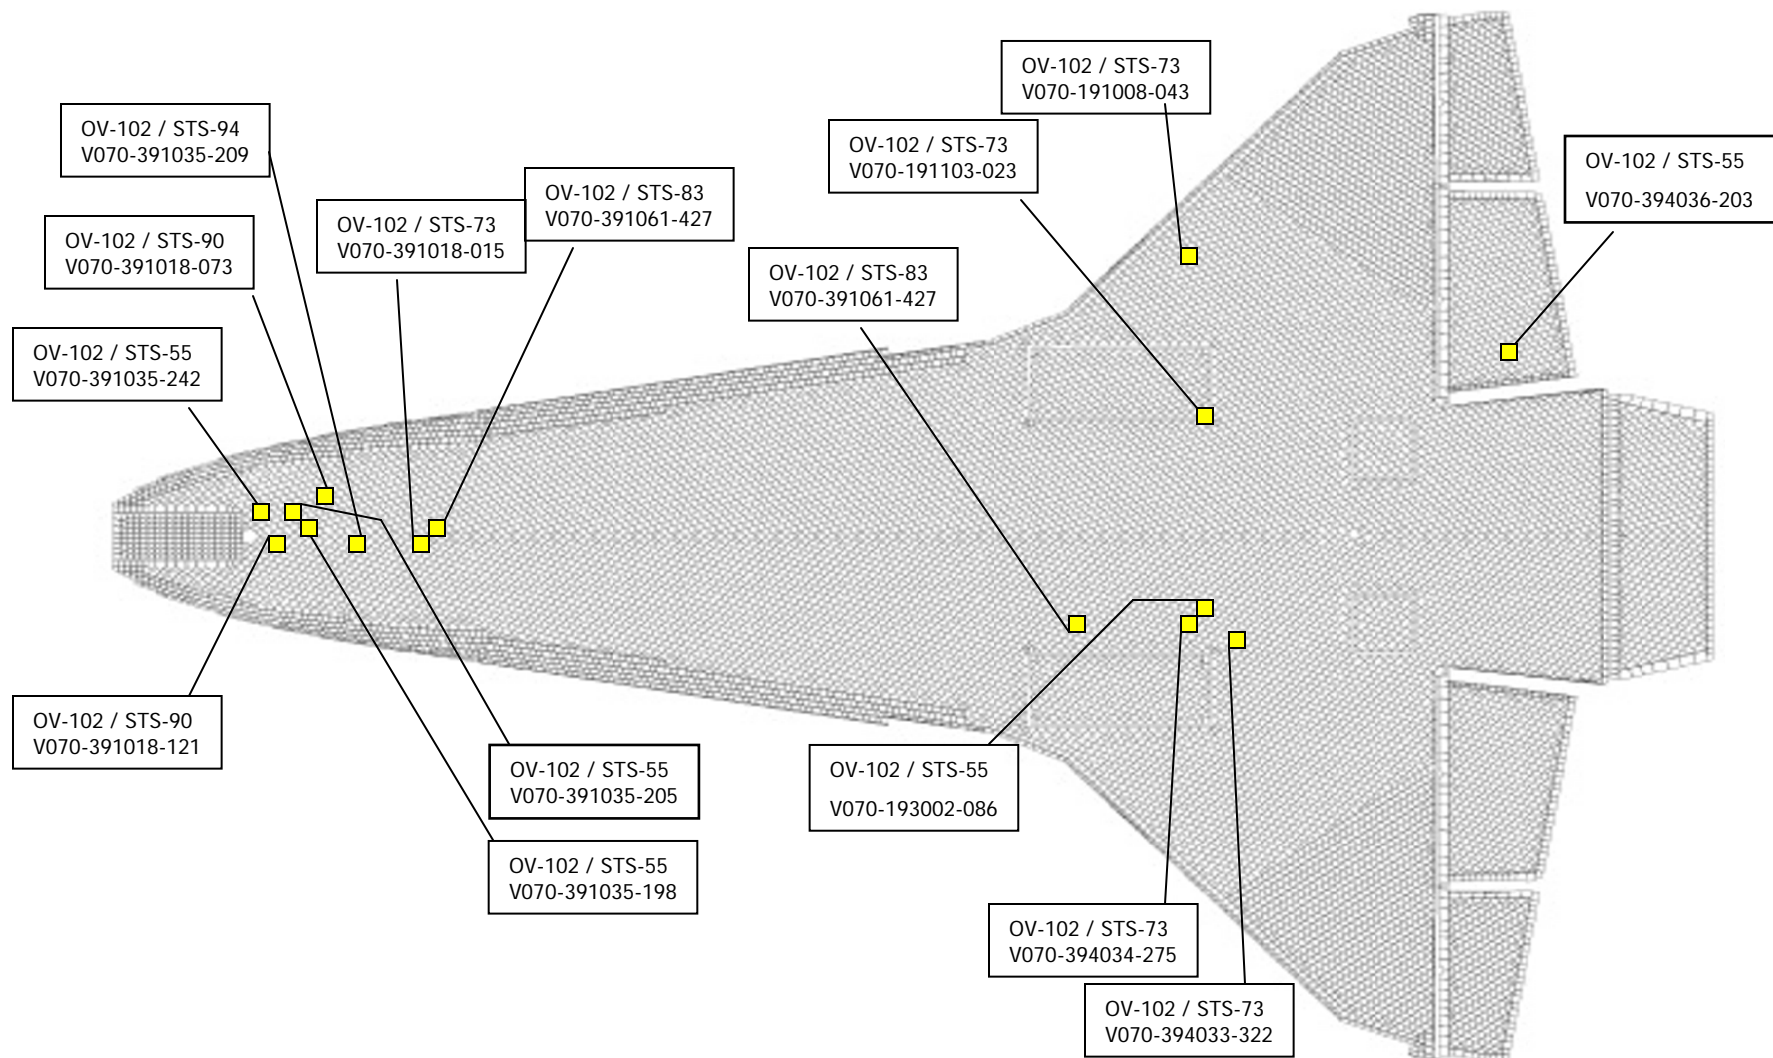 OV-102 / STS-73
V070-191008-043
OV-102 / STS-94
V070-391035-209
OV-102 / STS-73
V070-191103-023
OV-102 / STS-55
V070-394036-203
OV-102 / STS-83
V070-391061-427
OV-102 / STS-73
V070-391018-015
OV-102 / STS-90
V070-391018-073
OV-102 / STS-83
V070-391061-427
OV-102 / STS-55
V070-391035-242
OV-102 / STS-90
V070-391018-121
OV-102 / STS-55
V070-391035-205
OV-102 / STS-55
V070-193002-086
OV-102 / STS-55
V070-391035-198
OV-102 / STS-73
V070-394034-275
OV-102 / STS-73
V070-394033-322